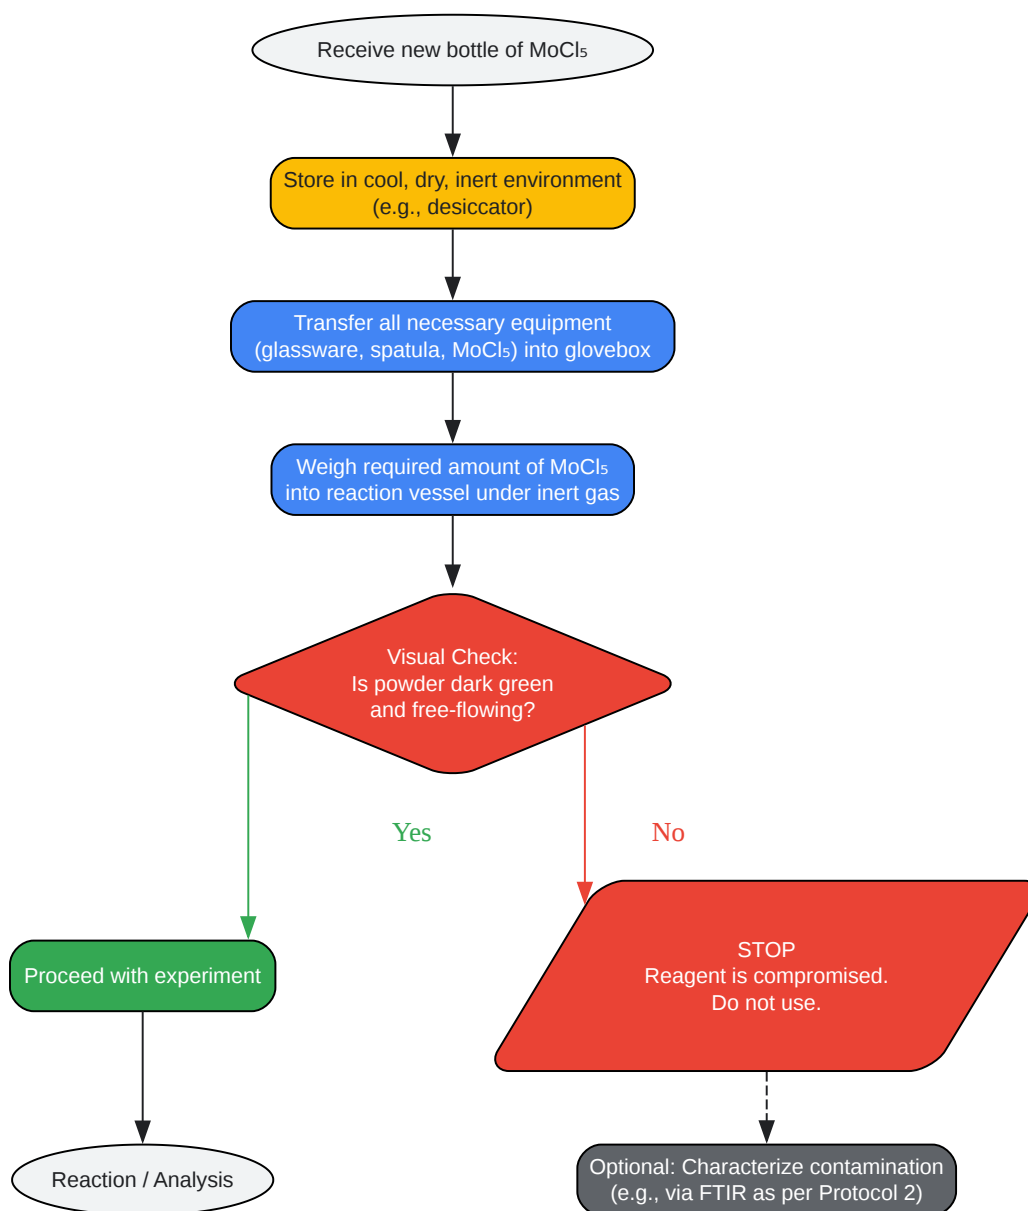 Receive new bottle of MoCl₅
Store in cool, dry, inert environment
(e.g., desiccator)
Transfer all necessary equipment
(glassware, spatula, MoCl₅) into glovebox
Weigh required amount of MoCl₅
into reaction vessel under inert gas
Visual Check:
Is powder dark green
and free-flowing?
Yes
No
Proceed with experiment
STOP
Reagent is compromised.
Do not use.
Reaction / Analysis
Optional: Characterize contamination
(e.g., via FTIR as per Protocol 2)